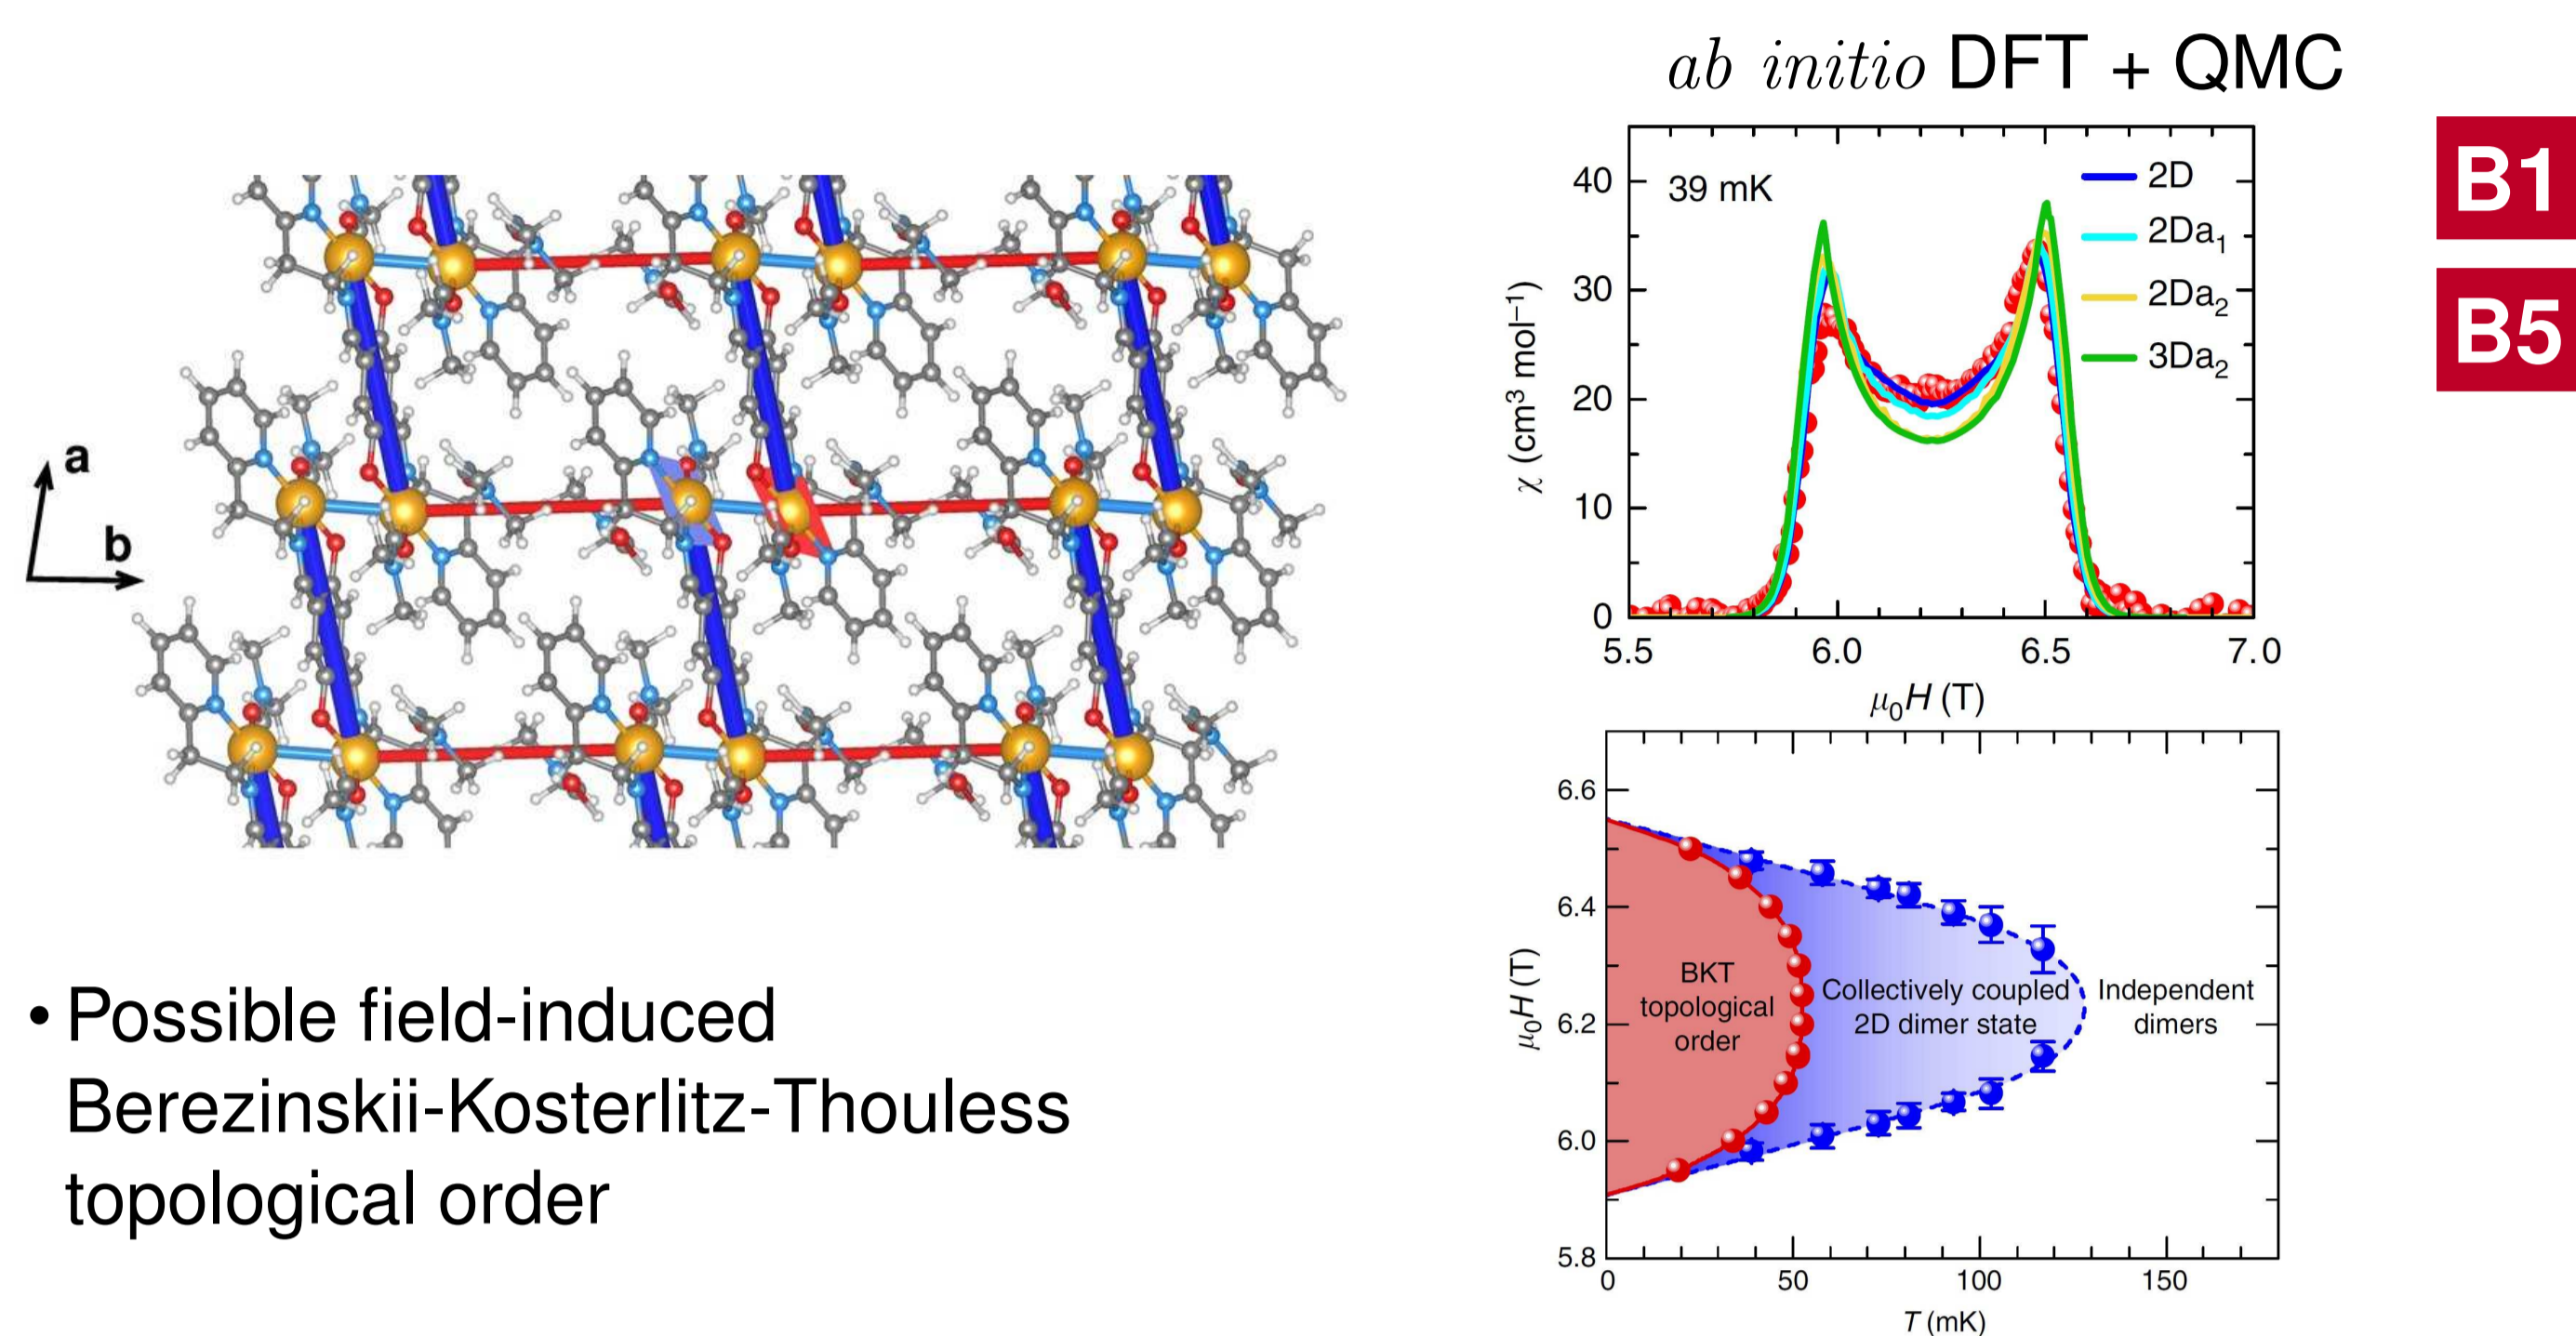 ab initio DFT + QMC
B1
B5
a
b
40
30
20
10
0
χ (cm³ mol⁻¹)
39 mK
2D
2Da₁
2Da₂
3Da₂
5.5 6.0 6.5 7.0
μ₀H (T)
6.6
6.4
6.2
6.0
5.8
μ₀H (T)
BKT
topological
order
Collectively coupled
2D dimer state
Independent
dimers
0 50 100 150
T (mK)
• Possible field-induced
Berezinskii-Kosterlitz-Thouless
topological order